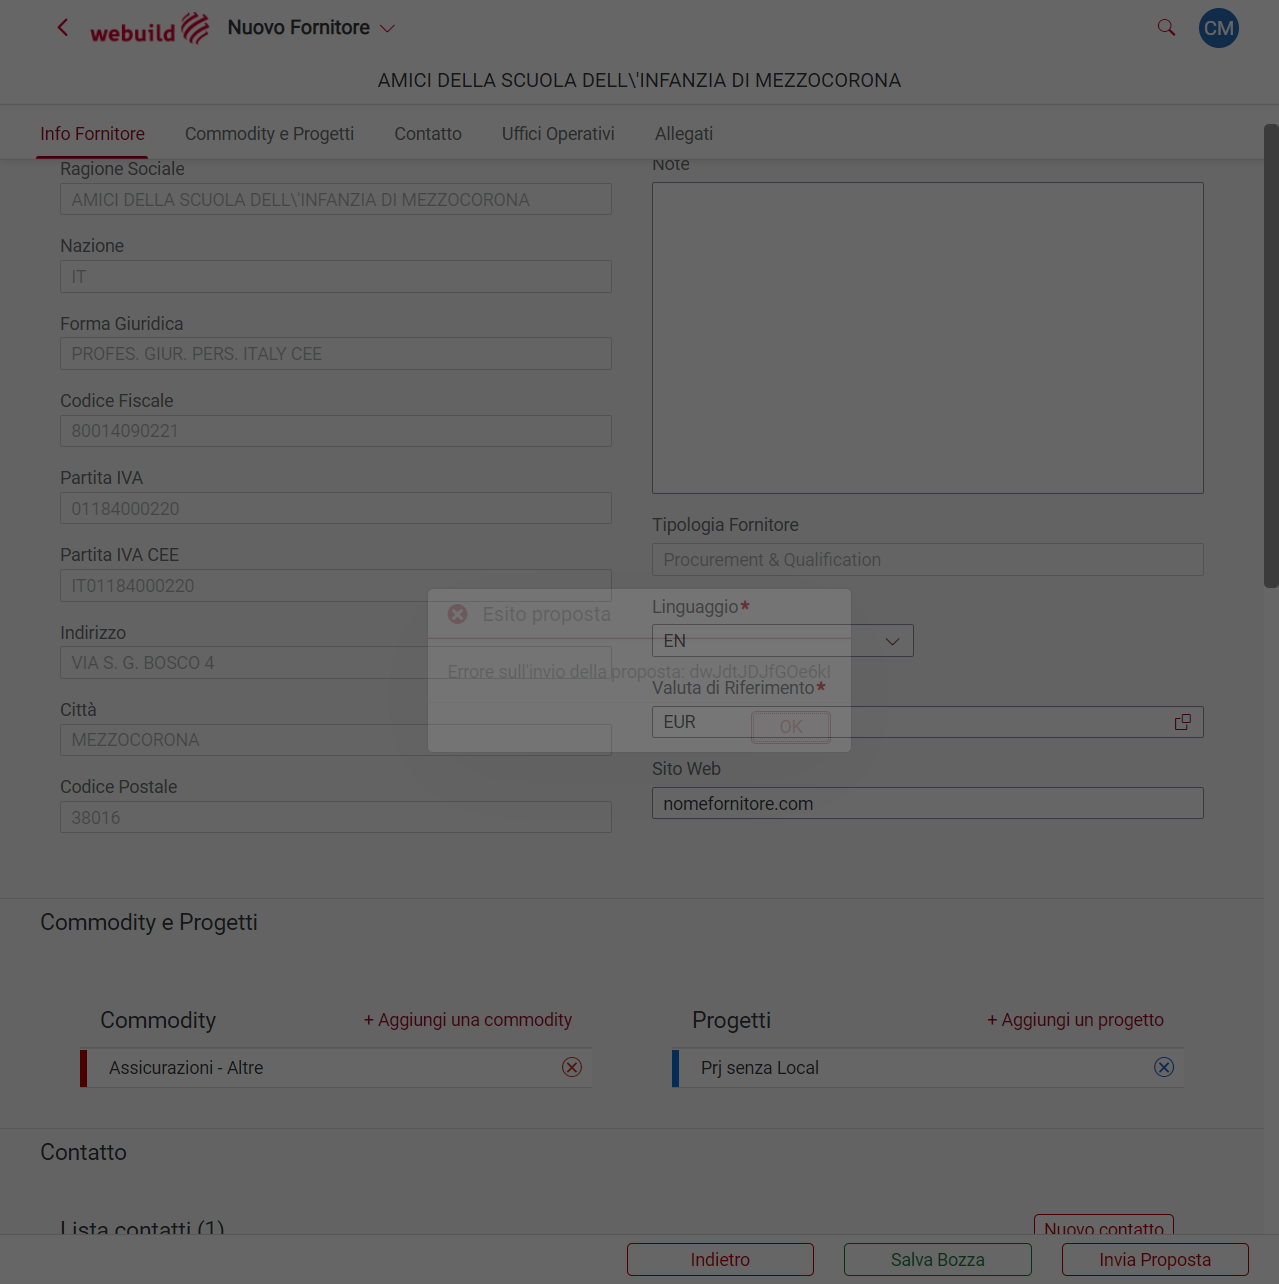 webuild
Nuovo Fornitore
CM
AMICI DELLA SCUOLA DELL\'INFANZIA DI MEZZOCORONA
Info Fornitore
Commodity e Progetti
Contatto
Uffici Operativi
Allegati
Ragione Sociale
AMICI DELLA SCUOLA DELL\'INFANZIA DI MEZZOCORONA
Nazione
IT
Forma Giuridica
PROFES. GIUR. PERS. ITALY CEE
Codice Fiscale
80014090221
Partita IVA
01184000220
Partita IVA CEE
IT01184000220
Indirizzo
VIA S. G. BOSCO 4
Città
MEZZOCORONA
Codice Postale
38016
Note
Tipologia Fornitore
Procurement & Qualification
Linguaggio*
EN
Valuta di Riferimento*
EUR
Sito Web
nomefornitore.com
Esito proposta
Errore sull'invio della proposta:
OK
Commodity e Progetti
Commodity
+ Aggiungi una commodity
Assicurazioni - Altre
Progetti
+ Aggiungi un progetto
Prj senza Local
Contatto
Lista contatti (1)
Nuovo contatto
Indietro
Salva Bozza
Invia Proposta